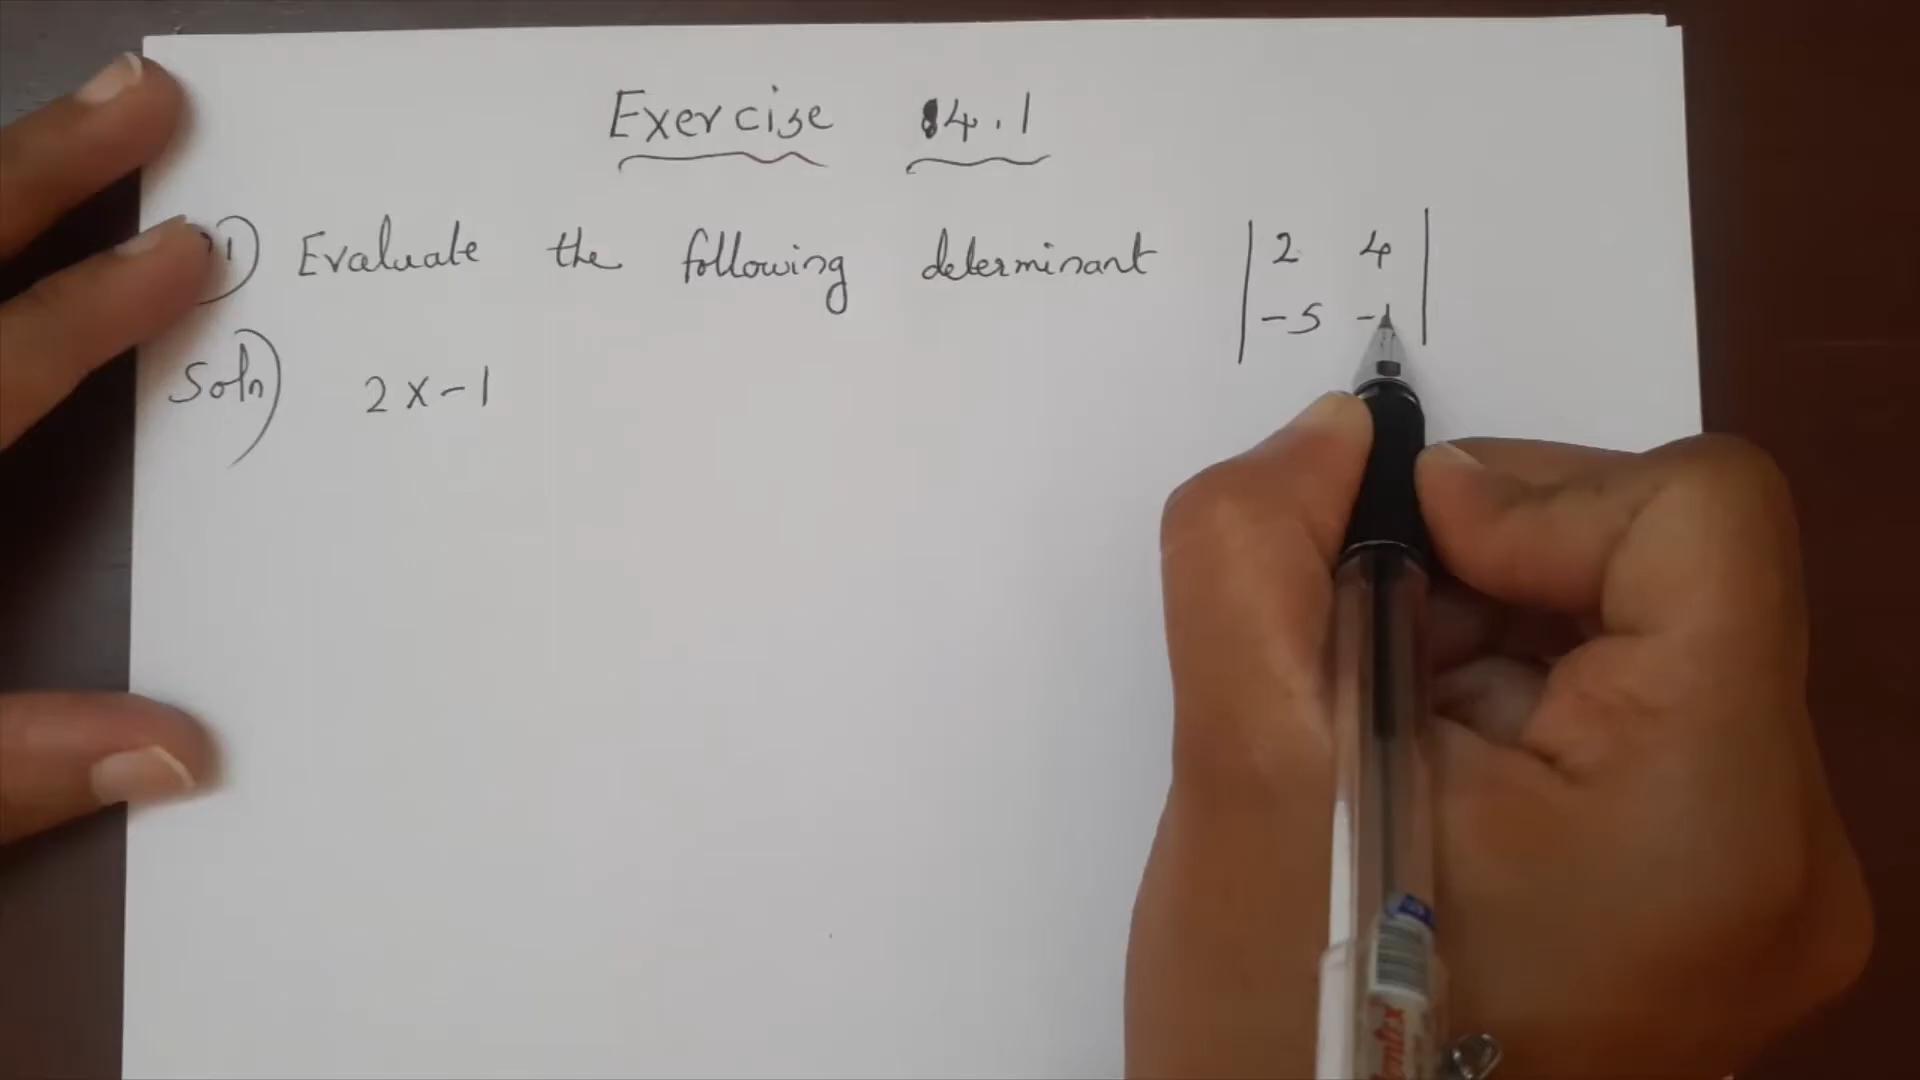 Exercise 4.1
1) Evaluate the following determinant | 2 4 |
| -5 -1 |
Soln) 2 x -1